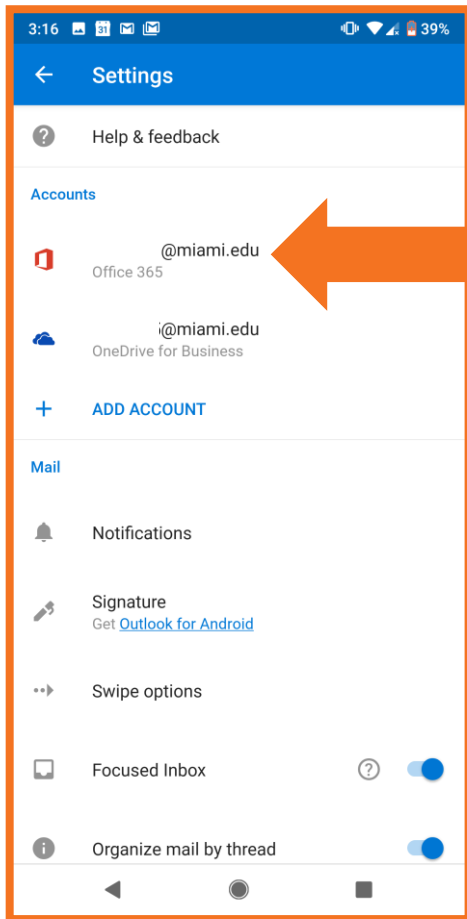 3:16 31 39%
Settings
Help & feedback
Accounts
@miami.edu
Office 365
@miami.edu
OneDrive for Business
+ ADD ACCOUNT
Mail
Notifications
Signature
Get Outlook for Android
Swipe options
Focused Inbox ?
Organize mail by thread